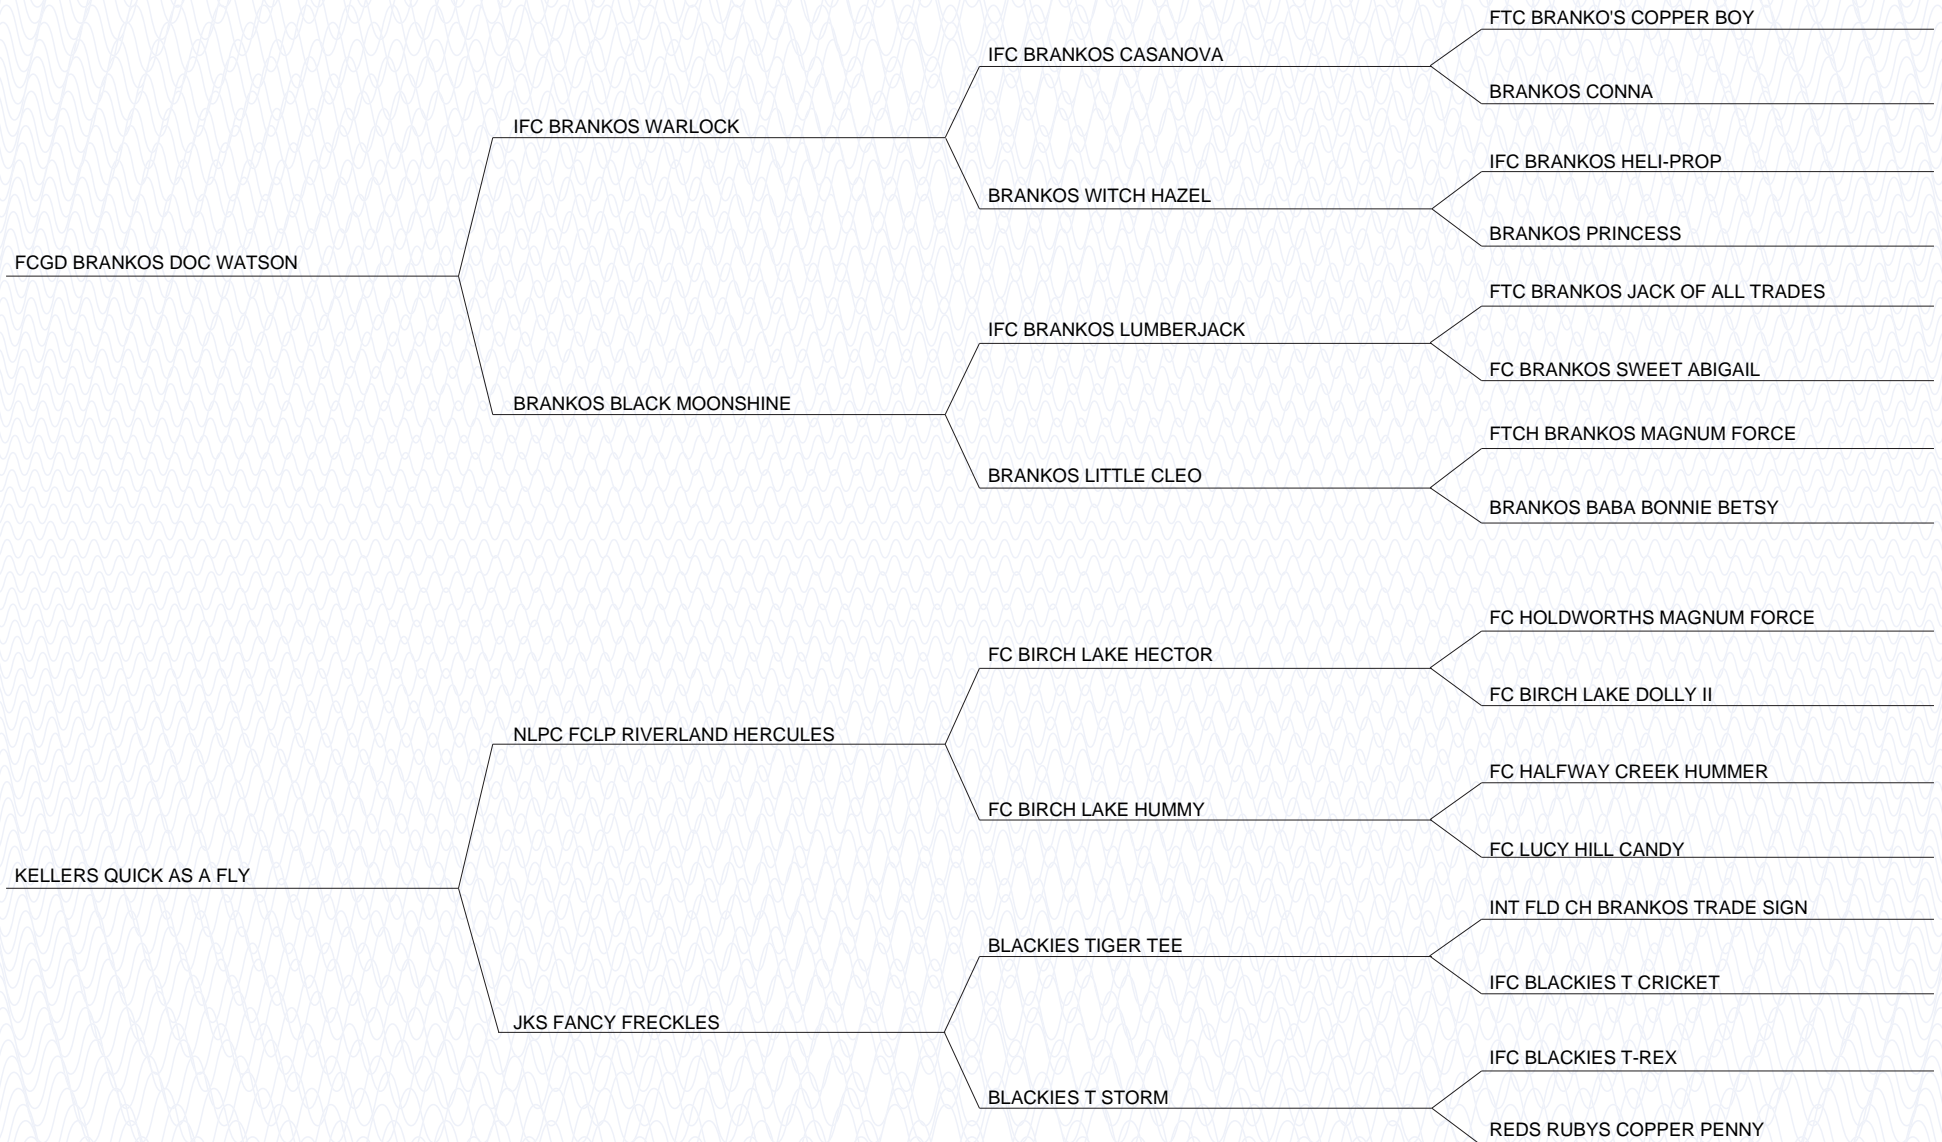 FTC BRANKO'S COPPER BOY
IFC BRANKOS CASANOVA
BRANKOS CONNA
IFC BRANKOS WARLOCK
IFC BRANKOS HELI-PROP
BRANKOS WITCH HAZEL
BRANKOS PRINCESS
FCGD BRANKOS DOC WATSON
FTC BRANKOS JACK OF ALL TRADES
IFC BRANKOS LUMBERJACK
FC BRANKOS SWEET ABIGAIL
BRANKOS BLACK MOONSHINE
FTCH BRANKOS MAGNUM FORCE
BRANKOS LITTLE CLEO
BRANKOS BABA BONNIE BETSY
FC HOLDWORTHS MAGNUM FORCE
FC BIRCH LAKE HECTOR
FC BIRCH LAKE DOLLY II
NLPC FCLP RIVERLAND HERCULES
FC HALFWAY CREEK HUMMER
FC BIRCH LAKE HUMMY
FC LUCY HILL CANDY
KELLERS QUICK AS A FLY
INT FLD CH BRANKOS TRADE SIGN
BLACKIES TIGER TEE
IFC BLACKIES T CRICKET
JKS FANCY FRECKLES
IFC BLACKIES T-REX
BLACKIES T STORM
REDS RUBYS COPPER PENNY